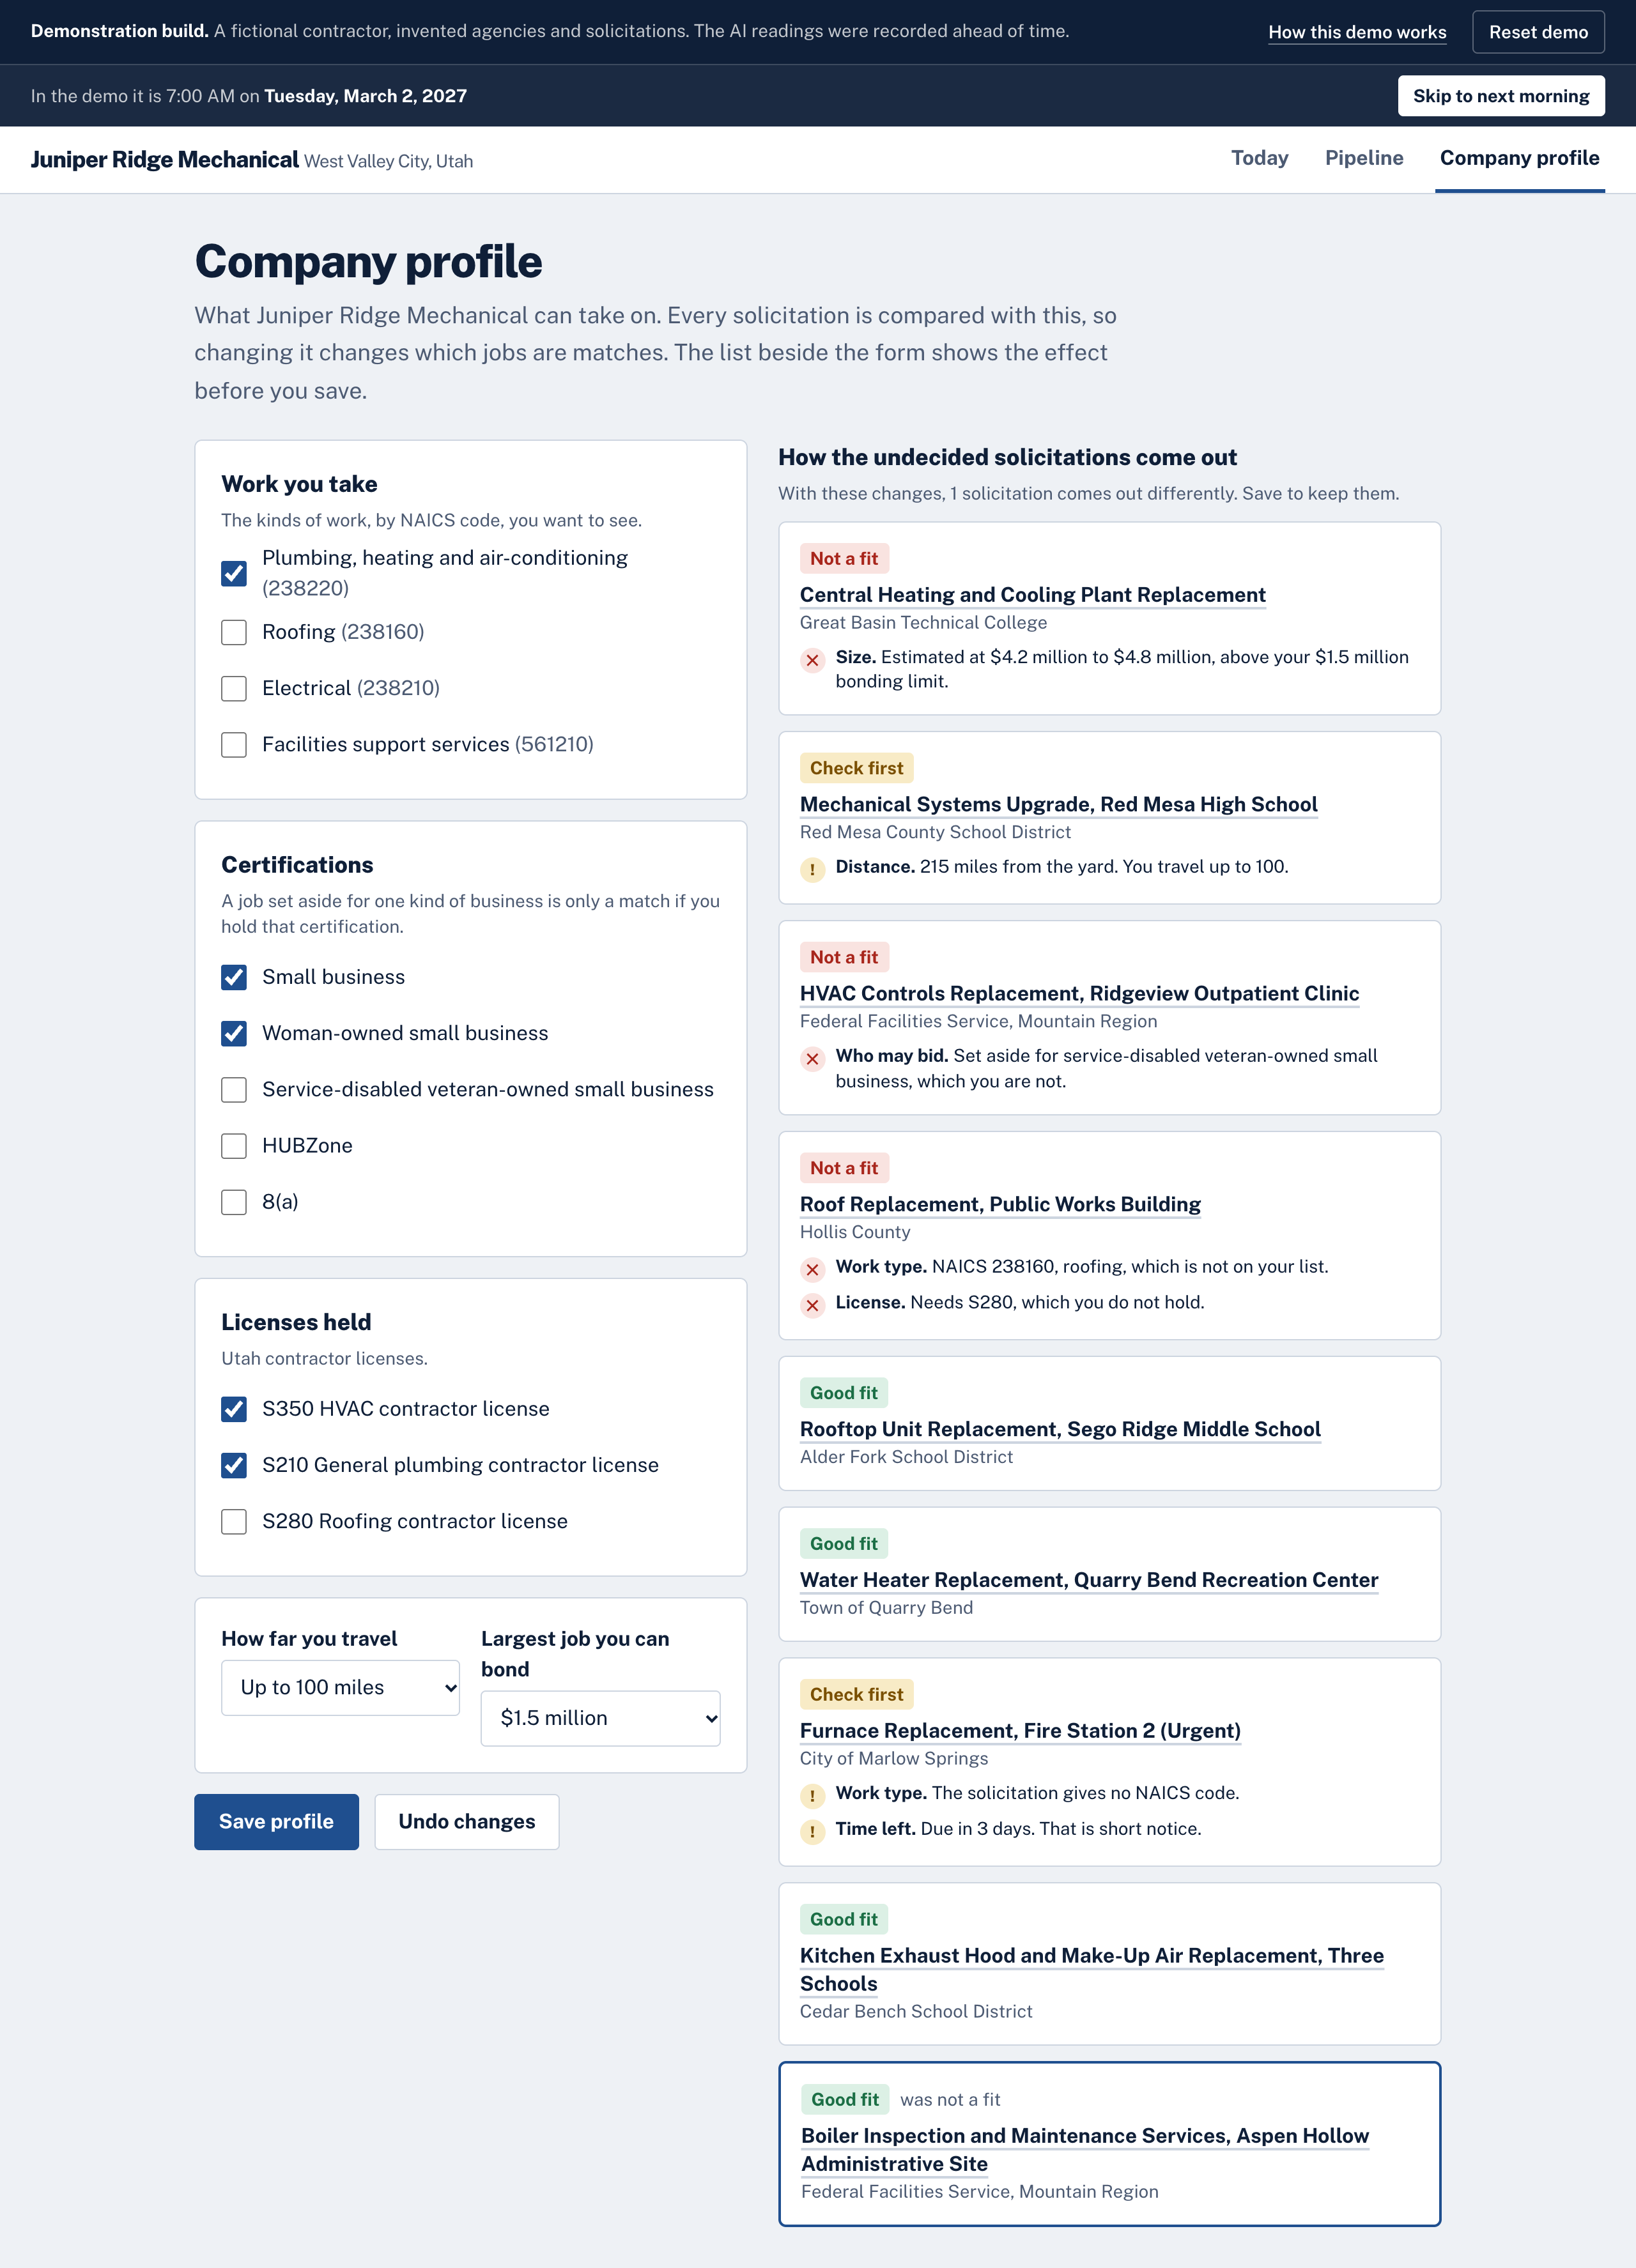 Demonstration build. A fictional contractor, invented agencies and solicitations. The AI readings were recorded ahead of time.
How this demo works
Reset demo
In the demo it is 7:00 AM on Tuesday, March 2, 2027
Skip to next morning
Juniper Ridge Mechanical West Valley City, Utah
Today
Pipeline
Company profile
Company profile
What Juniper Ridge Mechanical can take on. Every solicitation is compared with this, so
changing it changes which jobs are matches. The list beside the form shows the effect
before you save.
Work you take
The kinds of work, by NAICS code, you want to see.
Plumbing, heating and air-conditioning
(238220)
Roofing (238160)
Electrical (238210)
Facilities support services (561210)
Certifications
A job set aside for one kind of business is only a match if you
hold that certification.
Small business
Woman-owned small business
Service-disabled veteran-owned small business
HUBZone
8(a)
Licenses held
Utah contractor licenses.
S350 HVAC contractor license
S210 General plumbing contractor license
S280 Roofing contractor license
How far you travel
Up to 100 miles
Largest job you can
bond
$1.5 million
Save profile
Undo changes
How the undecided solicitations come out
With these changes, 1 solicitation comes out differently. Save to keep them.
Not a fit
Central Heating and Cooling Plant Replacement
Great Basin Technical College
Size. Estimated at $4.2 million to $4.8 million, above your $1.5 million
bonding limit.
Check first
Mechanical Systems Upgrade, Red Mesa High School
Red Mesa County School District
! Distance. 215 miles from the yard. You travel up to 100.
Not a fit
HVAC Controls Replacement, Ridgeview Outpatient Clinic
Federal Facilities Service, Mountain Region
Who may bid. Set aside for service-disabled veteran-owned small
business, which you are not.
Not a fit
Roof Replacement, Public Works Building
Hollis County
Work type. NAICS 238160, roofing, which is not on your list.
License. Needs S280, which you do not hold.
Good fit
Rooftop Unit Replacement, Sego Ridge Middle School
Alder Fork School District
Good fit
Water Heater Replacement, Quarry Bend Recreation Center
Town of Quarry Bend
Check first
Furnace Replacement, Fire Station 2 (Urgent)
City of Marlow Springs
! Work type. The solicitation gives no NAICS code.
! Time left. Due in 3 days. That is short notice.
Good fit
Kitchen Exhaust Hood and Make-Up Air Replacement, Three
Schools
Cedar Bench School District
Good fit was not a fit
Boiler Inspection and Maintenance Services, Aspen Hollow
Administrative Site
Federal Facilities Service, Mountain Region